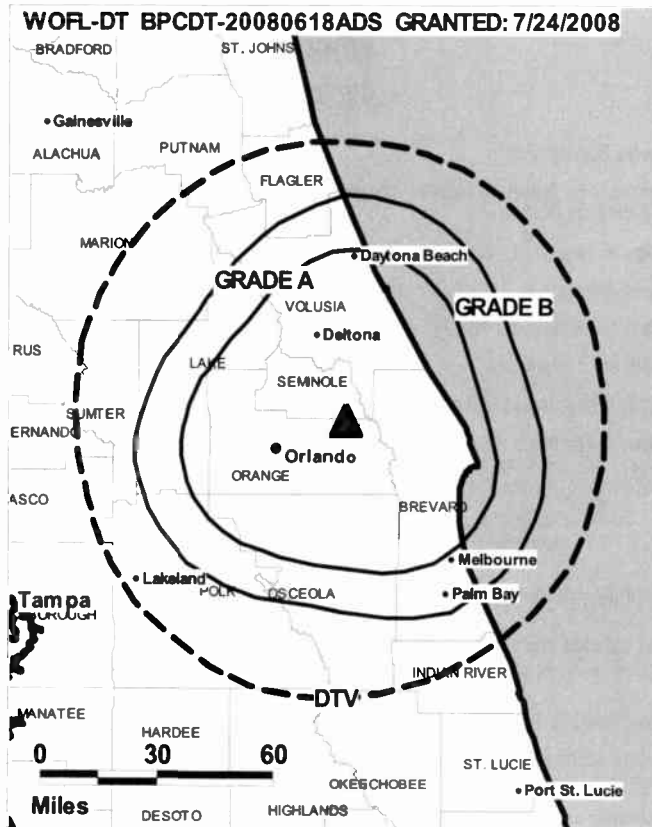 WOFL-DT BPCDT-20080618ADS GRANTED: 7/24/2008
BRADFORD
ST. JOHNS
Gainesville
ALACHUA
PUTNAM
FLAGLER
MARION
Daytona Beach
GRADE A
VOLUSIA
GRADE B
Deltona
RUS
LAKE
SEMINOLE
SUMTER
ERNANDO
Orlando
ORANGE
ASCO
BREVARD
Melbourne
Lakeland
POLK
OSCEOLA
Palm Bay
Tampa
OROUGH
INDIAN RIVER
DTV
MANATEE
HARDEE
0 30 60
ST. LUCIE
OKEECHOBEE
Port St. Lucie
Miles
DESOTO
HIGHLANDS